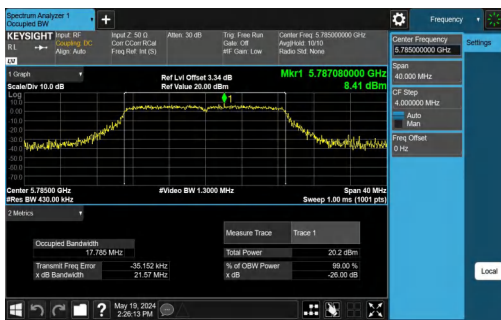 Spectrum Analyzer 1
Occupied BW
Frequency
KEYSIGHT
Input: RF
Coupling: DC
Align: Auto
Input Z: 50 Ω
Corr CCorr RCal
Freq Ref: Int (S)
Atten: 30 dB
Trig: Free Run
Gate: Off
#IF Gain: Low
Center Freq: 5.785000000 GHz
Avg|Hold: 10/10
Radio Std: None
RL
LXI
Center Frequency
5.785000000 GHz
Settings
Span
40.000 MHz
CF Step
4.000000 MHz
Auto
Man
Freq Offset
0 Hz
Local
1 Graph
Scale/Div 10.0 dB
Ref Lvl Offset 3.34 dB
Ref Value 20.00 dBm
Mkr1 5.787080000 GHz
8.41 dBm
Log
10.0
0.00
-10.0
-20.0
-30.0
-40.0
-50.0
-60.0
-70.0
1
Center 5.78500 GHz
#Res BW 430.00 kHz
#Video BW 1.3000 MHz
Span 40 MHz
Sweep 1.00 ms (1001 pts)
2 Metrics
Measure Trace
Trace 1
Occupied Bandwidth
17.785 MHz
Total Power
20.2 dBm
Transmit Freq Error
-35.152 kHz
% of OBW Power
99.00 %
x dB Bandwidth
21.57 MHz
x dB
-26.00 dB
May 19, 2024
2:26:13 PM